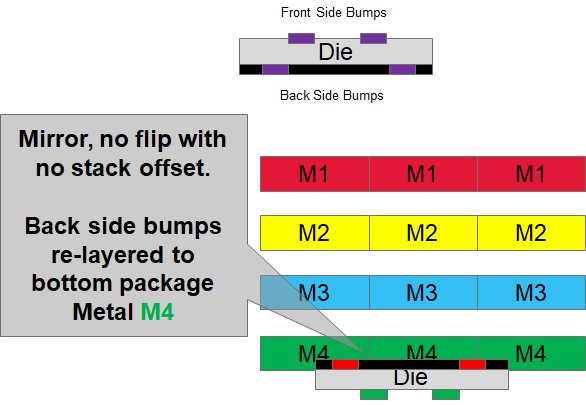 Front Side Bumps
Die
Back Side Bumps
Mirror, no flip with
no stack offset.
Back side bumps
re-layered to
bottom package
Metal M4
M1 M1 M1
M2 M2 M2
M3 M3 M3
M4 M4 M4
Die